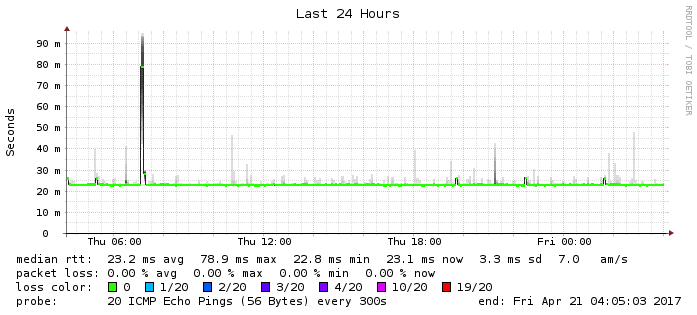 Last 24 Hours
RRDTOOL / TOBI OETIKER
Seconds
90 m
80 m
70 m
60 m
50 m
40 m
30 m
20 m
10 m
0
Thu 06:00 Thu 12:00 Thu 18:00 Fri 00:00
median rtt: 23.2 ms avg 78.9 ms max 22.8 ms min 23.1 ms now 3.3 ms sd 7.0 am/s
packet loss: 0.00 % avg 0.00 % max 0.00 % min 0.00 % now
loss color: 0 1/20 2/20 3/20 4/20 10/20 19/20
probe: 20 ICMP Echo Pings (56 Bytes) every 300s end: Fri Apr 21 04:05:03 2017